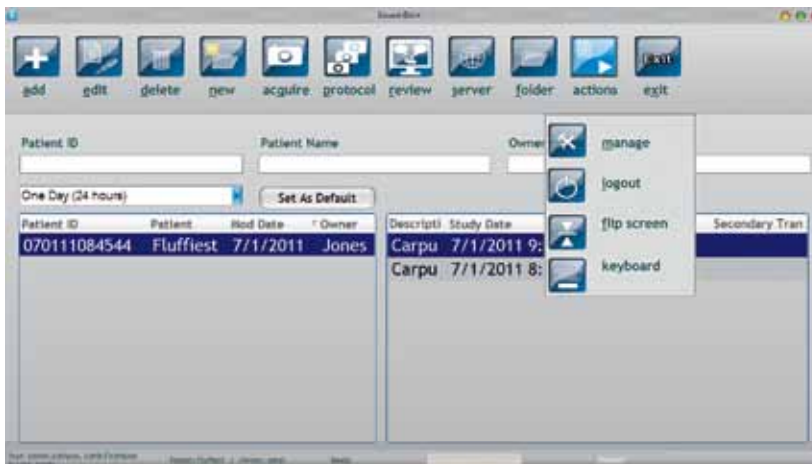 add edit delete new acquire protocol review server folder actions exit
Patient ID Patient Name Owner
manage
logout
flip screen
keyboard
One Day (24 hours) Set As Default
Patient ID Patient Mod Date Owner Descripti Study Date Secondary Tran
070111084544 Fluffiest 7/1/2011 Jones Carpu 7/1/2011 9:
Carpu 7/1/2011 8: